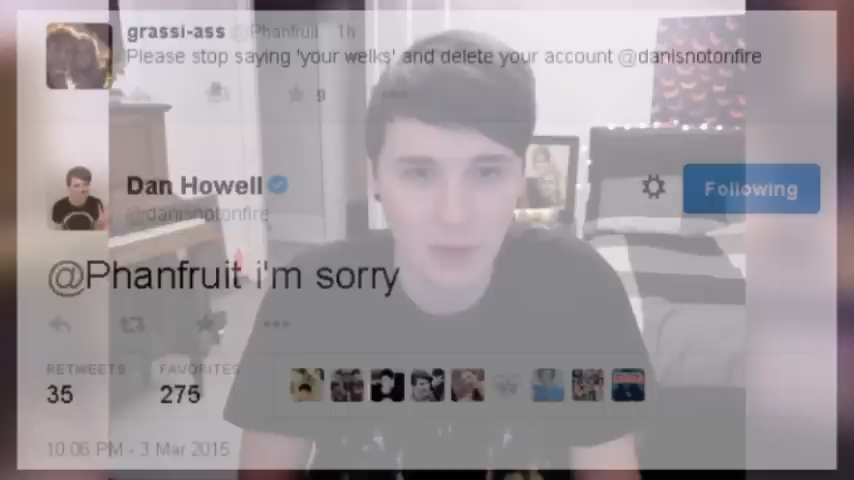 grassi-ass @Phanfruit 1h
Please stop saying 'your welks' and delete your account @danisnotonfire
9
Dan Howell
@danisnotonfire
Following
@Phanfruit i'm sorry
RETWEETS FAVORITES
35 275
10:06 PM - 3 Mar 2015